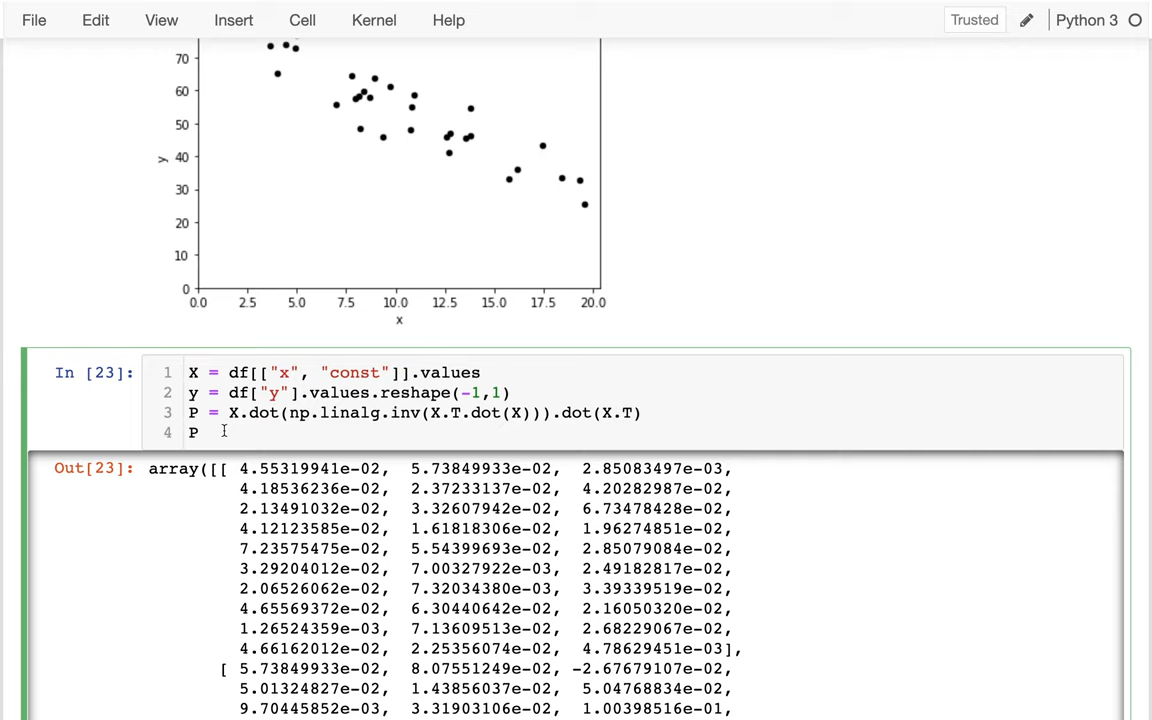 File Edit View Insert Cell Kernel Help Trusted Python 3
70
60
50
y
40
30
20
10
0
0.0 2.5 5.0 7.5 10.0 12.5 15.0 17.5 20.0
x
In [23]: 1 X = df[["x", "const"]].values
2 y = df["y"].values.reshape(-1,1)
3 P = X.dot(np.linalg.inv(X.T.dot(X))).dot(X.T)
4 P
Out[23]: array([[ 4.55319941e-02, 5.73849933e-02, 2.85083497e-03,
4.18536236e-02, 2.37233137e-02, 4.20282987e-02,
2.13491032e-02, 3.32607942e-02, 6.73478428e-02,
4.12123585e-02, 1.61818306e-02, 1.96274851e-02,
7.23575475e-02, 5.54399693e-02, 2.85079084e-02,
3.29204012e-02, 7.00327922e-03, 2.49182817e-02,
2.06526062e-02, 7.32034380e-03, 3.39339519e-02,
4.65569372e-02, 6.30440642e-02, 2.16050320e-02,
1.26524359e-03, 7.13609513e-02, 2.68229067e-02,
4.66162012e-02, 2.25356074e-02, 4.78629451e-03],
[ 5.73849933e-02, 8.07551249e-02, -2.67679107e-02,
5.01324827e-02, 1.43856037e-02, 5.04768834e-02,
9.70445852e-03, 3.31903106e-02, 1.00398516e-01,